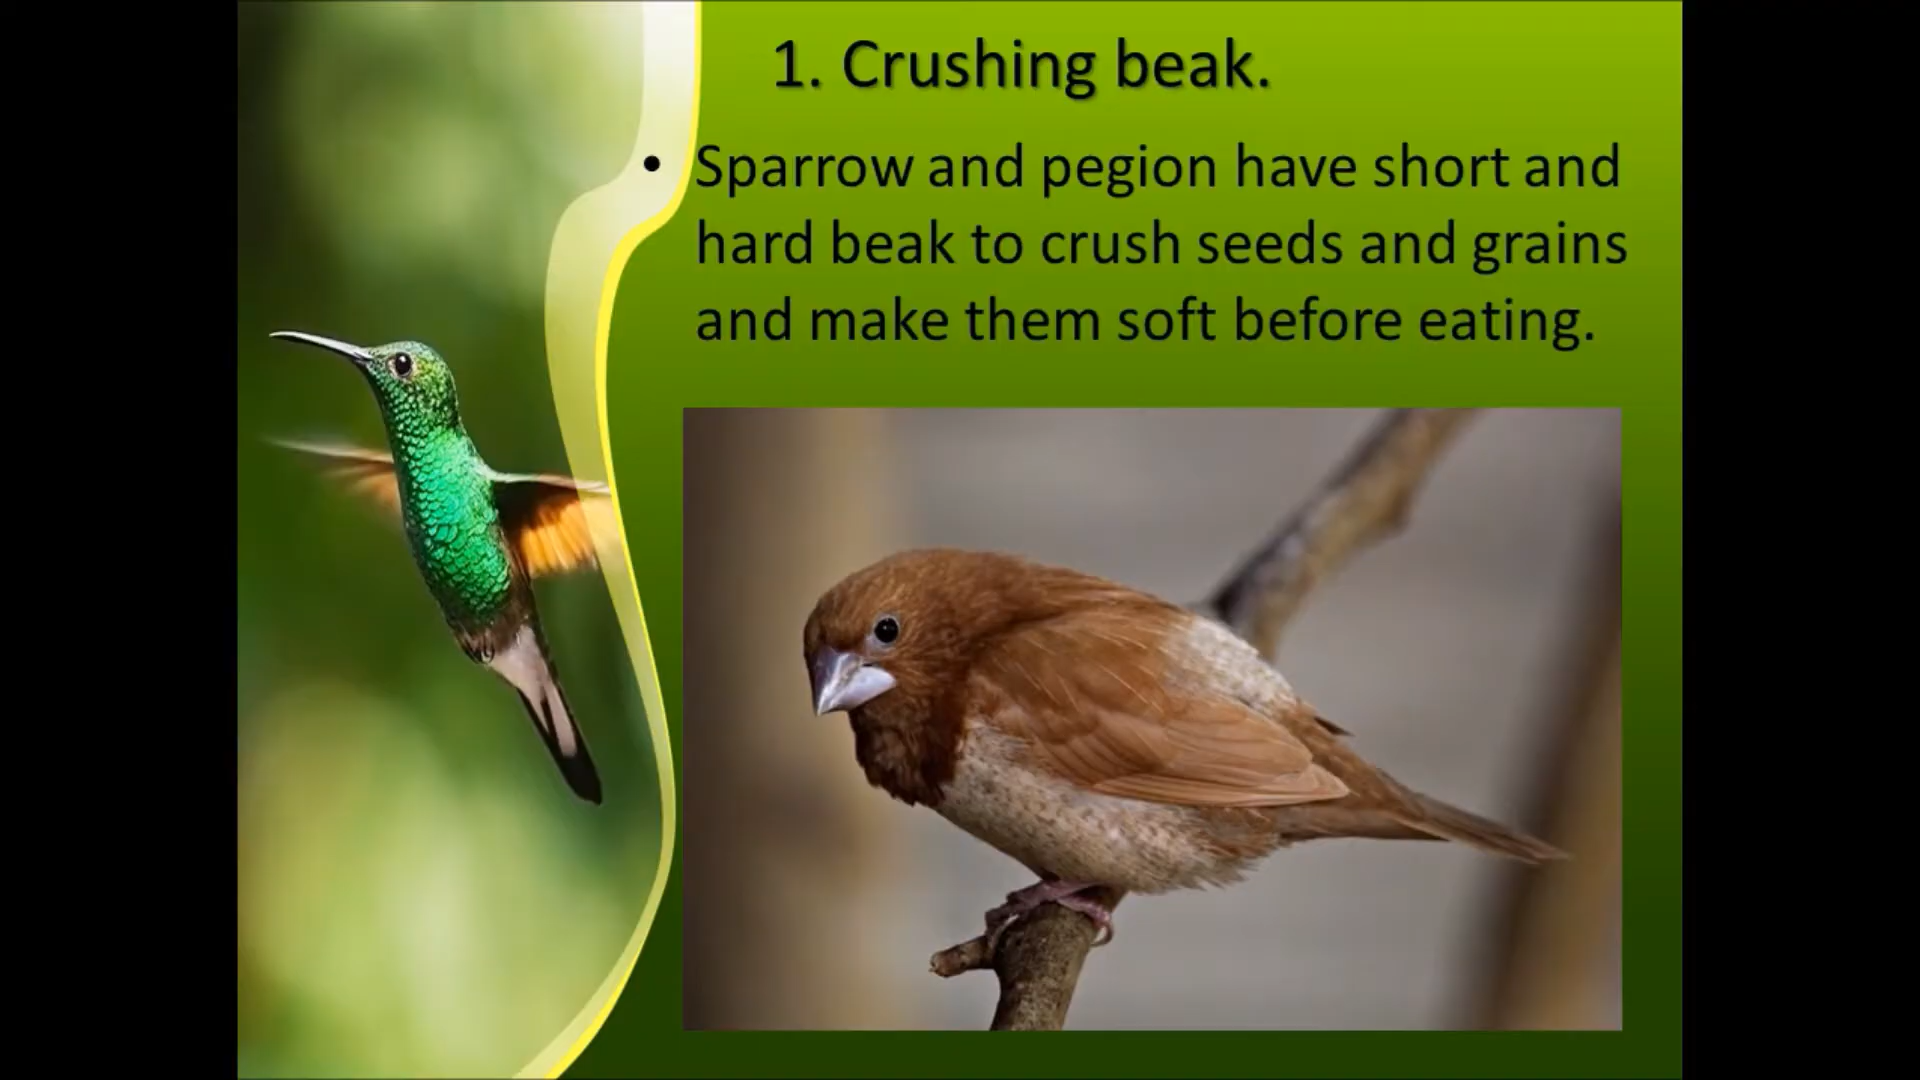 1. Crushing beak.
• Sparrow and pegion have short and
hard beak to crush seeds and grains
and make them soft before eating.